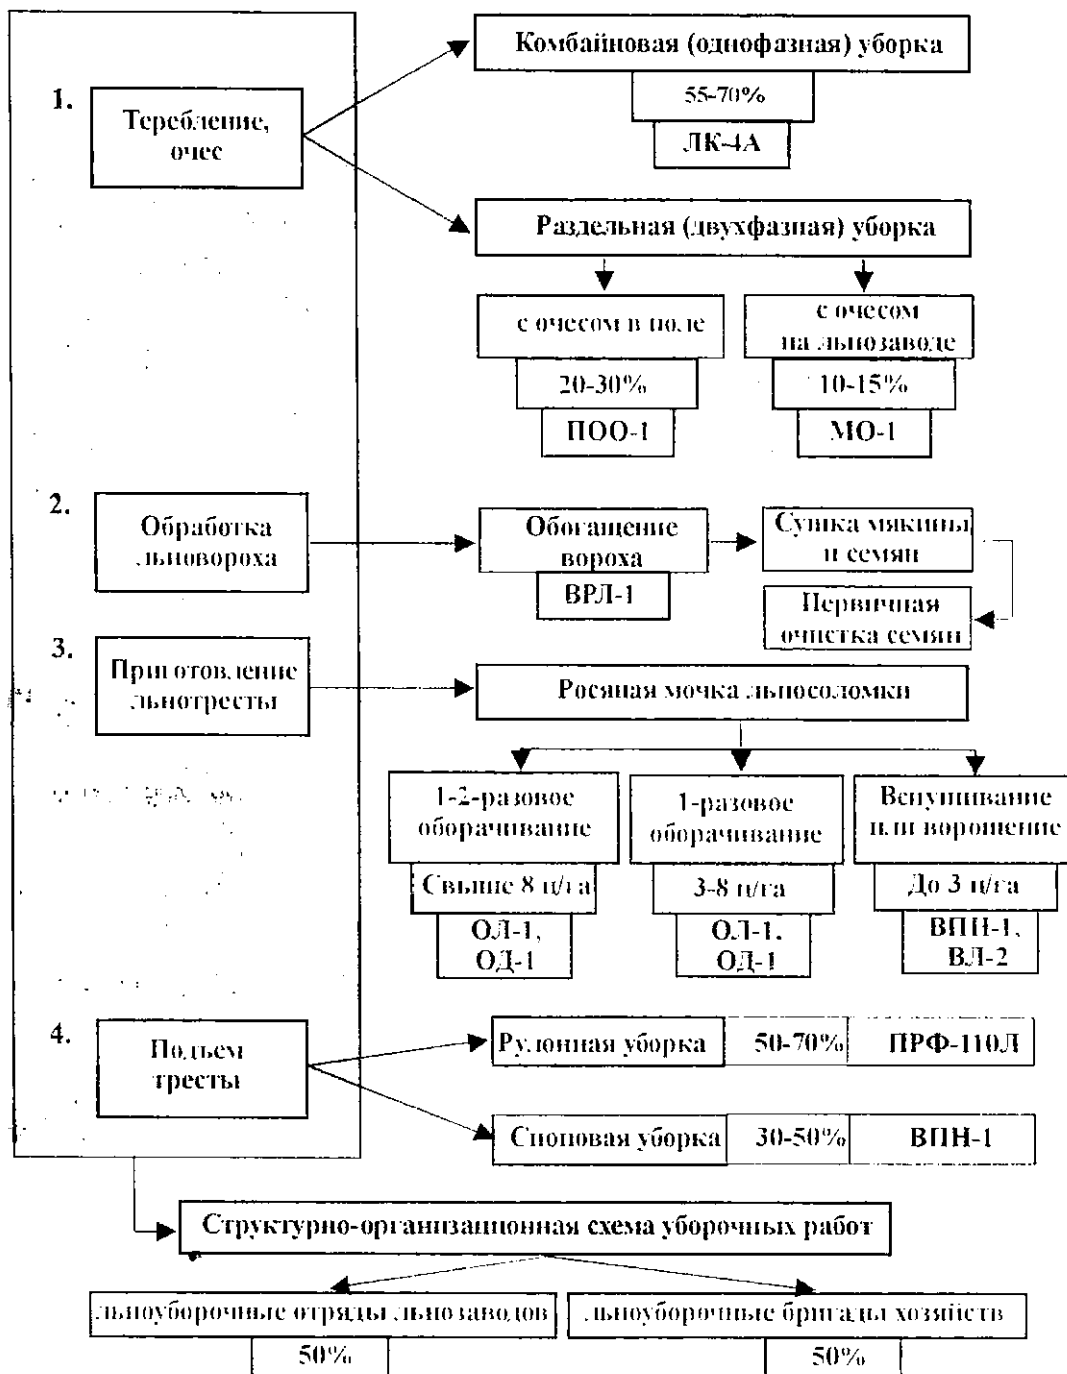 Комбайновая (однофазная) уборка
1.
Теребление,
очес
55-70%
ЛК-4А
Раздельная (двухфазная) уборка
с очесом в поле
20-30%
ПОО-1
с очесом
на льнозаводе
10-15%
МО-1
2.
Обработка
льновороха
Обогащение
вороха
ВРЛ-1
Сушка мякины
и семян
Первичная
очистка семян
3.
Приготовление
льнотресты
Росяная мочка льносоломки
1-2-разовое
оборачивание
Свыше 8 ц/га
ОЛ-1,
ОД-1
1-разовое
оборачивание
3-8 ц/га
ОЛ-1,
ОД-1
Вспушивание
или ворошение
До 3 ц/га
ВПН-1,
ВЛ-2
4.
Подъем
тресты
Рулонная уборка 50-70% ПРФ-110Л
Сноповая уборка 30-50% ВПН-1
Структурно-организационная схема уборочных работ
льноуборочные отряды льнозаводов
50%
льноуборочные бригады хозяйств
50%